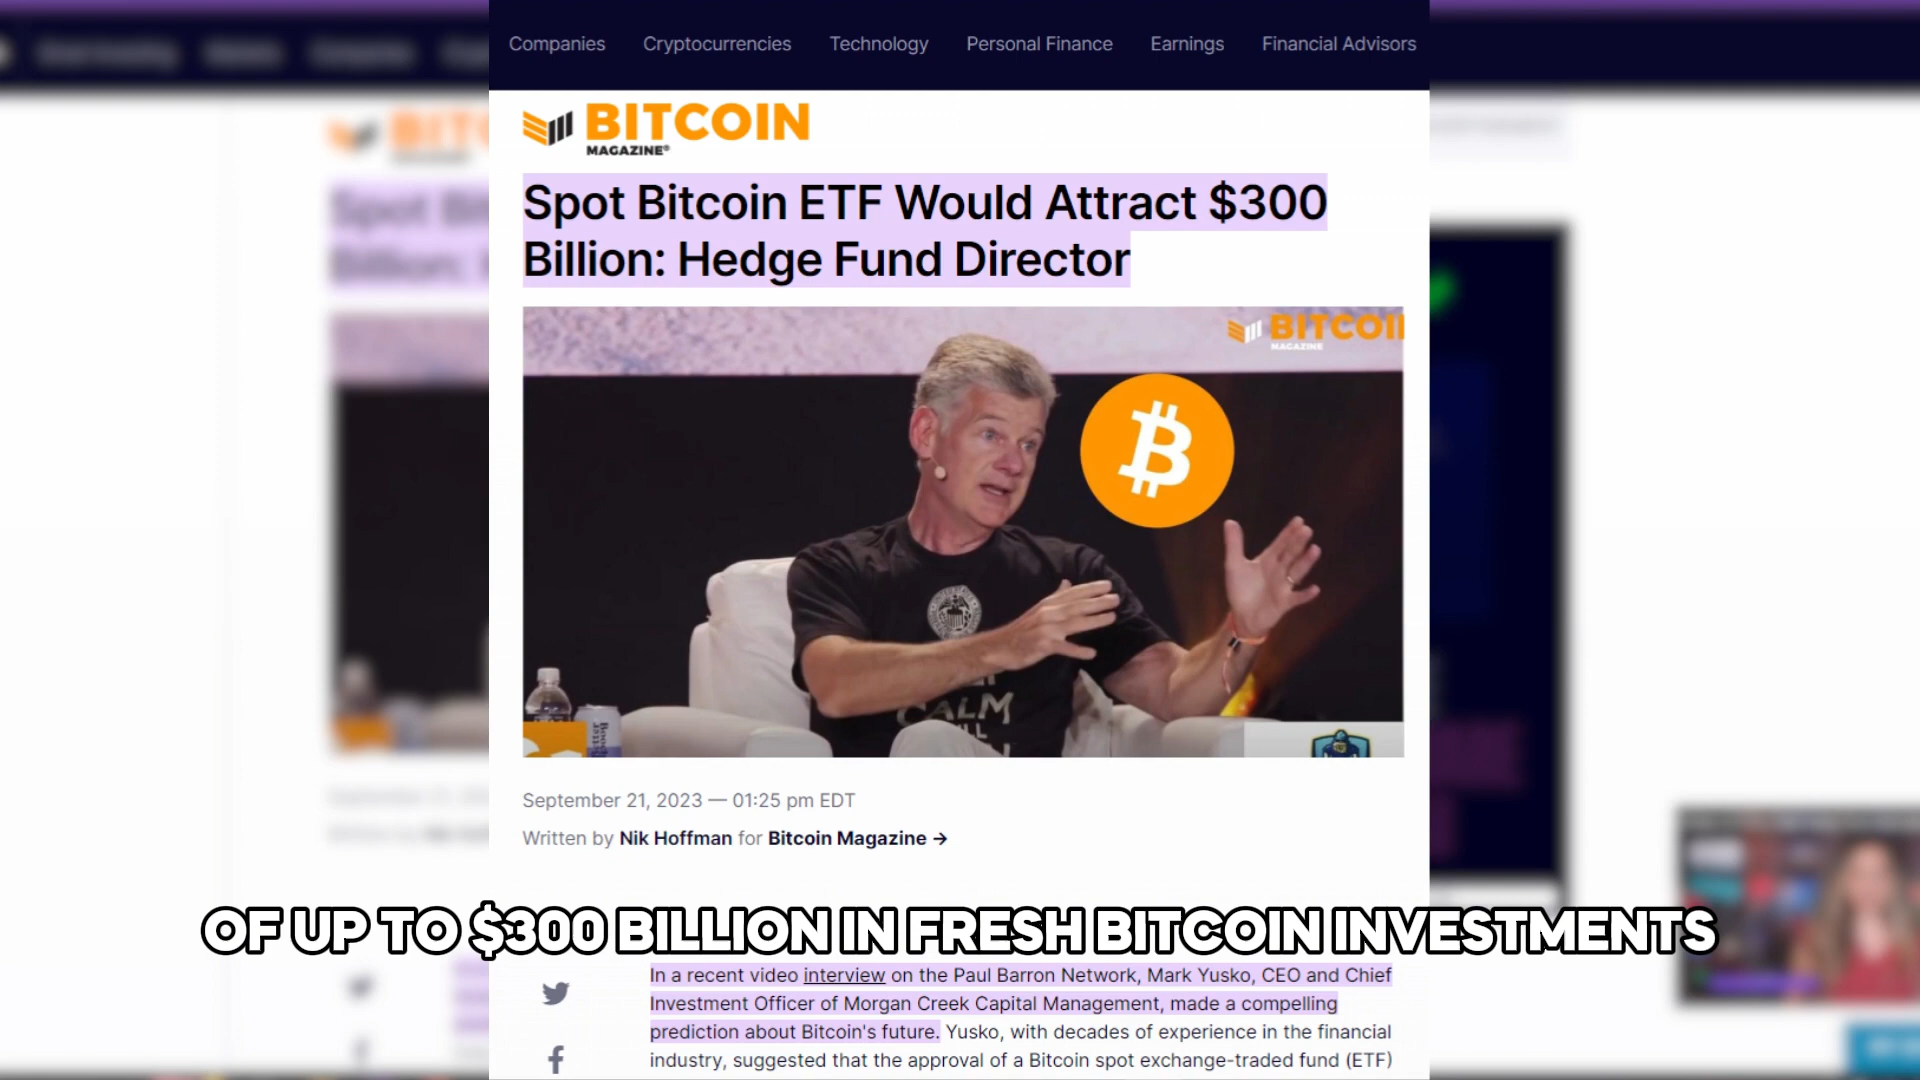 Companies Cryptocurrencies Technology Personal Finance Earnings Financial Advisors
BITCOIN
MAGAZINE®
Spot Bitcoin ETF Would Attract $300
Billion: Hedge Fund Director
BITCOI
MAGAZINE
CALM
September 21, 2023 — 01:25 pm EDT
Written by Nik Hoffman for Bitcoin Magazine →
OF UP TO $300 BILLION IN FRESH BITCOIN INVESTMENTS
In a recent video interview on the Paul Barron Network, Mark Yusko, CEO and Chief
Investment Officer of Morgan Creek Capital Management, made a compelling
prediction about Bitcoin's future. Yusko, with decades of experience in the financial
industry, suggested that the approval of a Bitcoin spot exchange-traded fund (ETF)